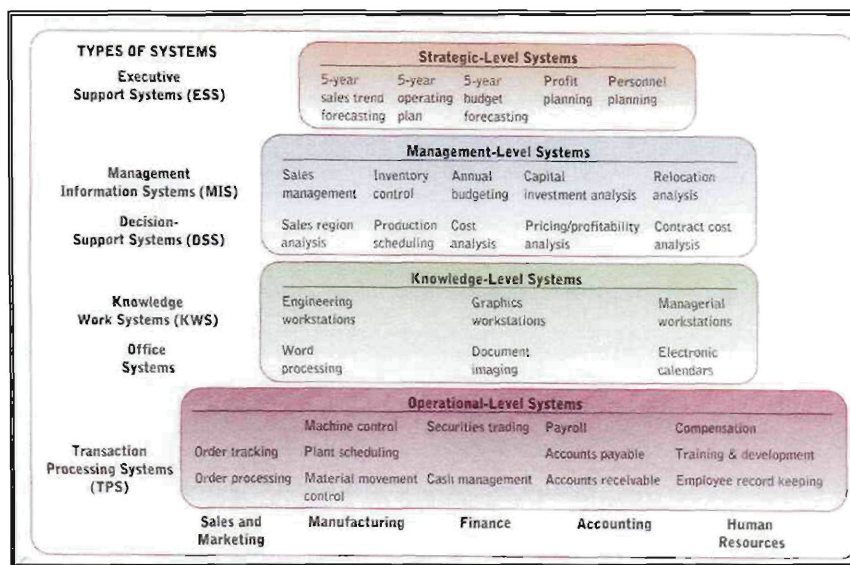 TYPES OF SYSTEMS
Executive
Support Systems (ESS)
Strategic-Level Systems
5-year 5-year 5-year Profit Personnel
sales trend operating budget planning planning
forecasting plan forecasting
Management
Information Systems (MIS)
Decision-
Support Systems (DSS)
Management-Level Systems
Sales Inventory Annual Capital Relocation
management control budgeting investment analysis analysis
Sales region Production Cost Pricing/profitability Contract cost
analysis scheduling analysis analysis analysis
Knowledge
Work Systems (KWS)
Office
Systems
Knowledge-Level Systems
Engineering Graphics Managerial
workstations workstations workstations
Word Document Electronic
processing imaging calendars
Transaction
Processing Systems
(TPS)
Operational-Level Systems
Machine control Securities trading Payroll Compensation
Order tracking Plant scheduling Accounts payable Training & development
Order processing Material movement Cash management Accounts receivable Employee record keeping
control
Sales and Manufacturing Finance Accounting Human
Marketing Resources